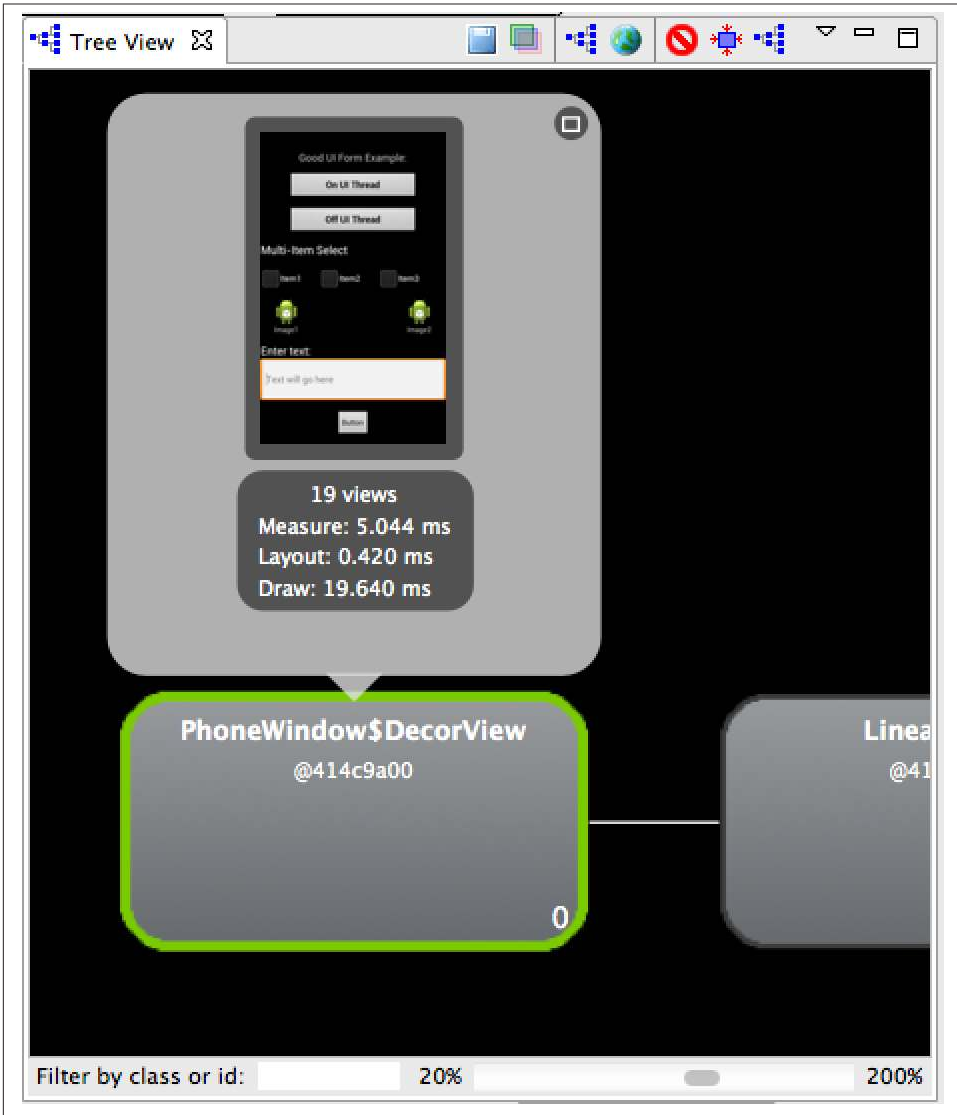 Tree View
Good UI Form Example:
On UI Thread
Off UI Thread
Multi-Item Select
Item1 Item2 Item3
Image1 Image2
Enter text:
Text will go here
Button
19 views
Measure: 5.044 ms
Layout: 0.420 ms
Draw: 19.640 ms
PhoneWindow$DecorView
@414c9a00
0
Linea
@41
Filter by class or id: 20% 200%